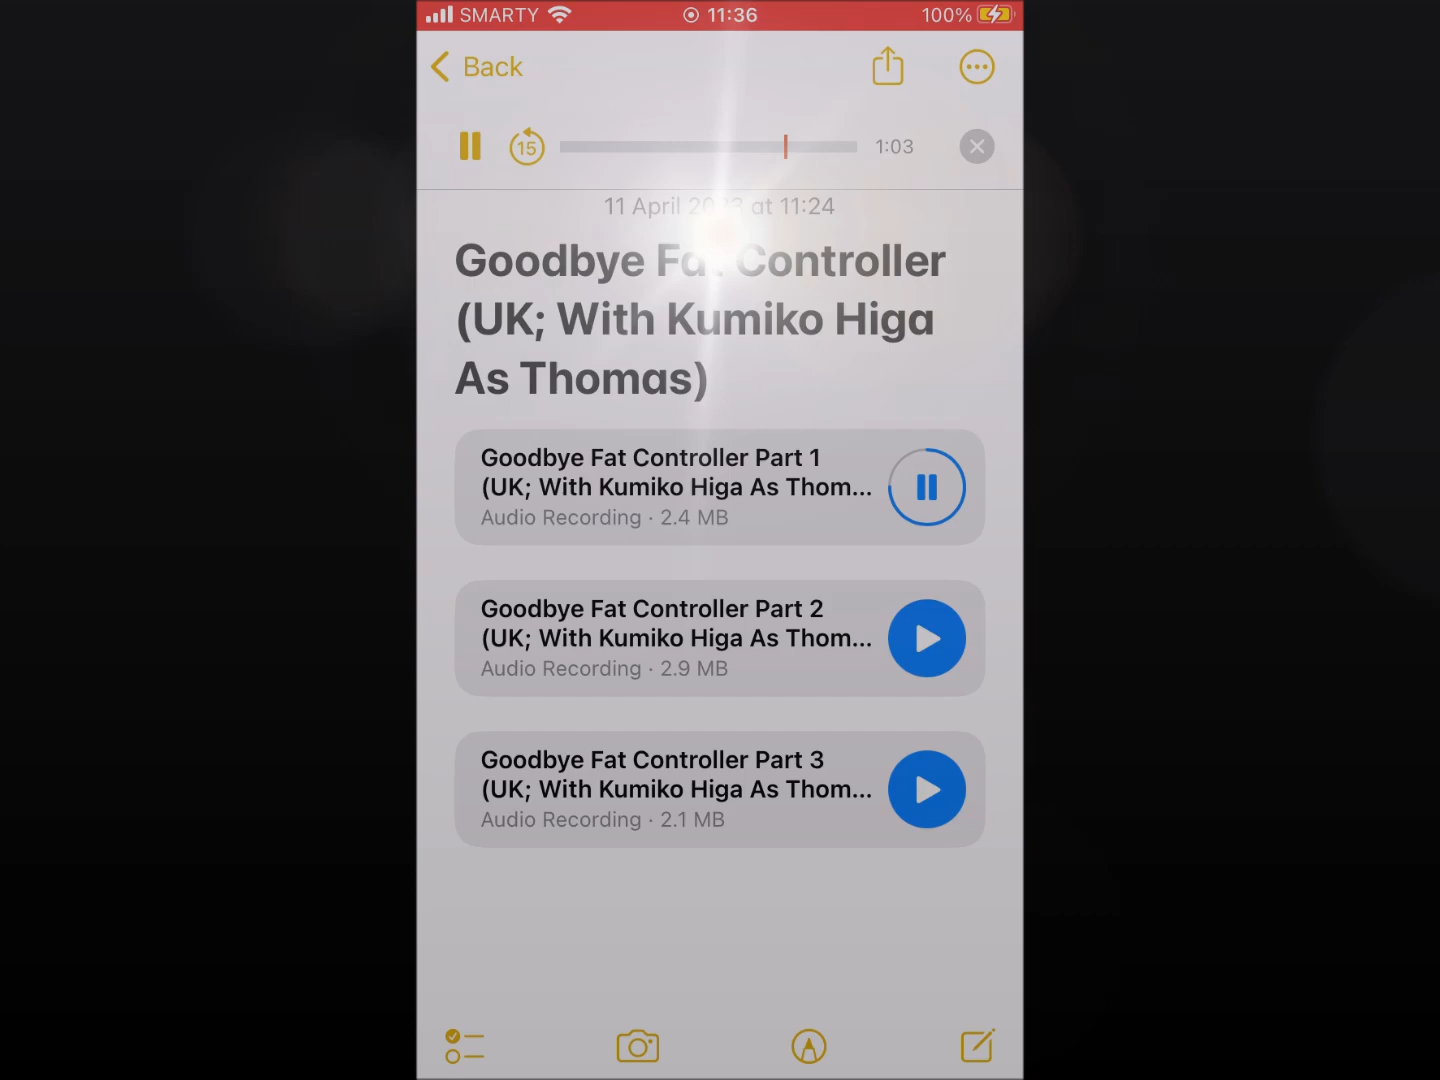 SMARTY 11:36 100%
Back
15 1:03
11 April at 11:24
Goodbye Fat Controller
(UK; With Kumiko Higa
As Thomas)
Goodbye Fat Controller Part 1
(UK; With Kumiko Higa As Thom...
Audio Recording · 2.4 MB
Goodbye Fat Controller Part 2
(UK; With Kumiko Higa As Thom...
Audio Recording · 2.9 MB
Goodbye Fat Controller Part 3
(UK; With Kumiko Higa As Thom...
Audio Recording · 2.1 MB